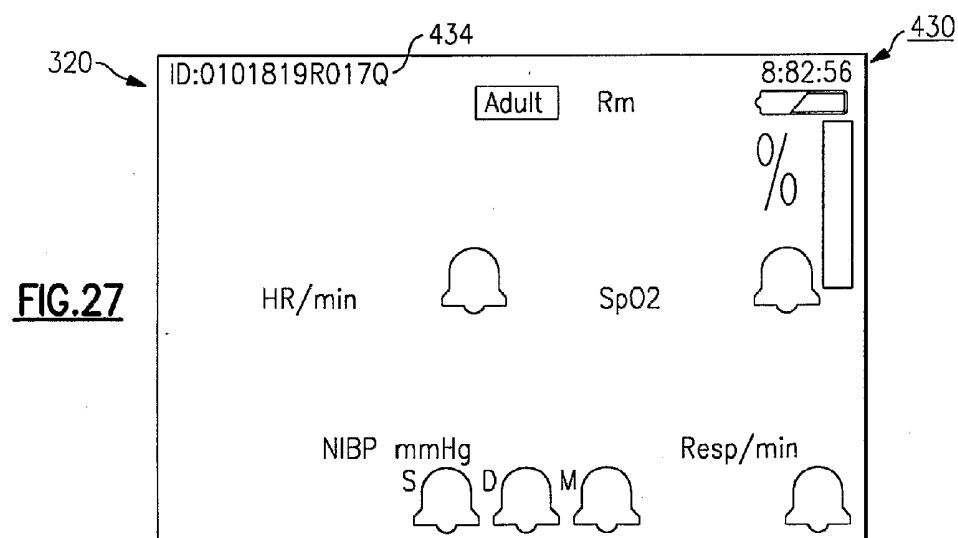 434
430
320
ID:0101819R017Q
8:82:56
Adult Rm
%
FIG.27
HR/min
SpO2
NIBP mmHg
Resp/min
S D M